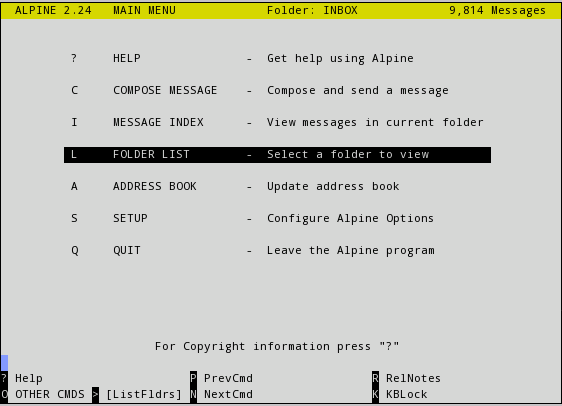 ALPINE 2.24 MAIN MENU Folder: INBOX 9,814 Messages
? HELP - Get help using Alpine
C COMPOSE MESSAGE - Compose and send a message
I MESSAGE INDEX - View messages in current folder
L FOLDER LIST - Select a folder to view
A ADDRESS BOOK - Update address book
S SETUP - Configure Alpine Options
Q QUIT - Leave the Alpine program
For Copyright information press "?"
? Help P PrevCmd R RelNotes
O OTHER CMDS > [ListFldrs] N NextCmd K KBLock